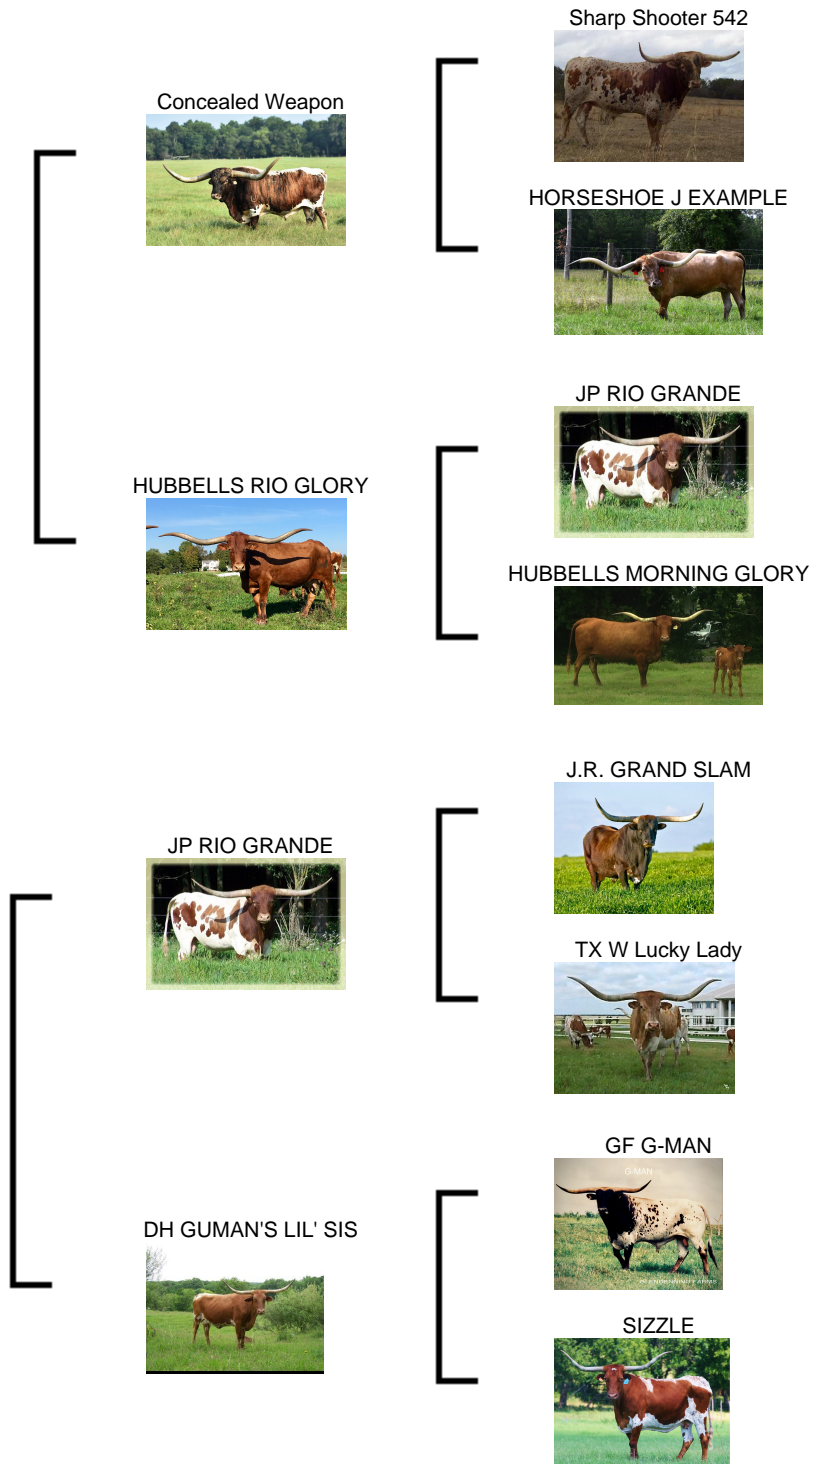 Sharp Shooter 542
Concealed Weapon
HORSESHOE J EXAMPLE
JP RIO GRANDE
HUBBELLS RIO GLORY
HUBBELLS MORNING GLORY
J.R. GRAND SLAM
JP RIO GRANDE
TX W Lucky Lady
GF G-MAN
G-MAN
DH GUMAN'S LIL' SIS
SIZZLE